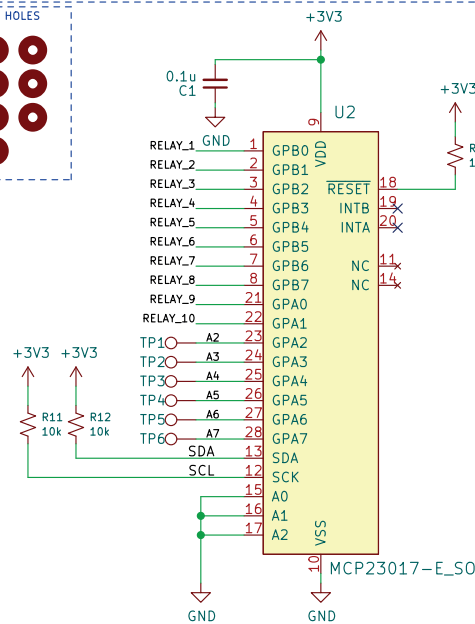 HOLES
+3V3
0.1u
C1
GND
U2
+3V3
9
VDD
R
1
RELAY_1 1 GPB0
RELAY_2 2 GPB1
RELAY_3 3 GPB2 RESET 18
RELAY_4 4 GPB3 INTB 19
RELAY_5 5 GPB4 INTA 20
RELAY_6 6 GPB5
RELAY_7 7 GPB6 NC 11
RELAY_8 8 GPB7 NC 14
RELAY_9 21 GPA0
RELAY_10 22 GPA1
TP1 A2 23 GPA2
TP2 A3 24 GPA3
TP3 A4 25 GPA4
TP4 A5 26 GPA5
TP5 A6 27 GPA6
TP6 A7 28 GPA7
+3V3 +3V3
R11 R12
10k 10k
SDA 13 SDA
SCL 12 SCK
15 A0
16 A1
17 A2
VSS
10
MCP23017-E_SO
GND GND